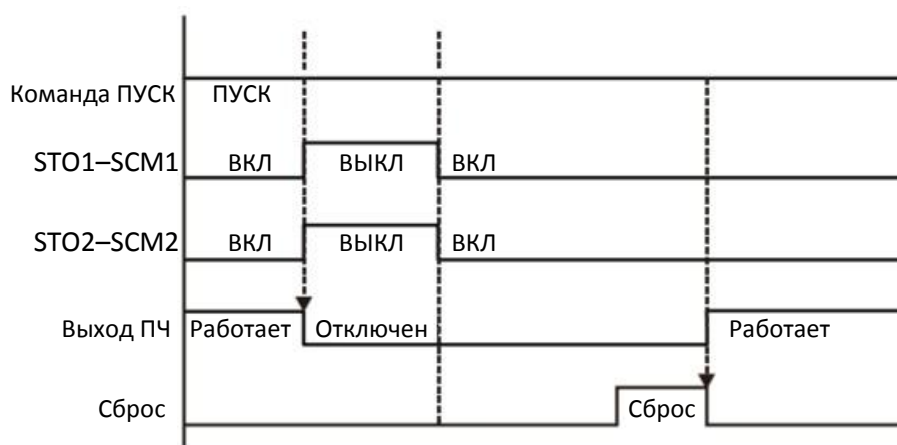 Команда ПУСК ПУСК
STO1–SCM1 ВКЛ ВЫКЛ ВКЛ
STO2–SCM2 ВКЛ ВЫКЛ ВКЛ
Выход ПЧ Работает Отключен Работает
Сброс Сброс